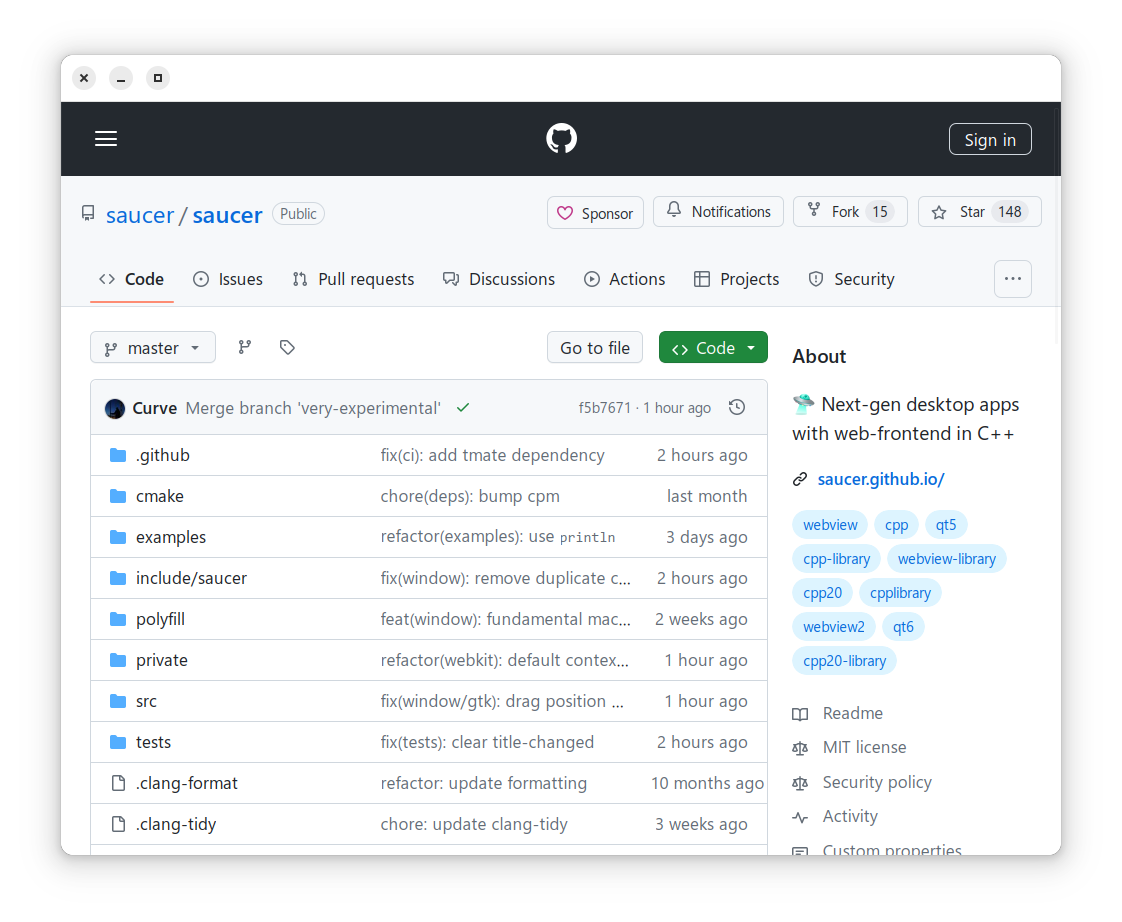 Sign in
saucer / saucer Public
Sponsor Notifications Fork 15 Star 148
Code Issues Pull requests Discussions Actions Projects Security
master Go to file Code
Curve Merge branch 'very-experimental' f5b7671 · 1 hour ago
.github fix(ci): add tmate dependency 2 hours ago
cmake chore(deps): bump cpm last month
examples refactor(examples): use println 3 days ago
include/saucer fix(window): remove duplicate c... 2 hours ago
polyfill feat(window): fundamental mac... 2 weeks ago
private refactor(webkit): default contex... 1 hour ago
src fix(window/gtk): drag position ... 1 hour ago
tests fix(tests): clear title-changed 2 hours ago
.clang-format refactor: update formatting 10 months ago
.clang-tidy chore: update clang-tidy 3 weeks ago
About
Next-gen desktop apps
with web-frontend in C++
saucer.github.io/
webview cpp qt5
cpp-library webview-library
cpp20 cpplibrary
webview2 qt6
cpp20-library
Readme
MIT license
Security policy
Activity
Custom properties